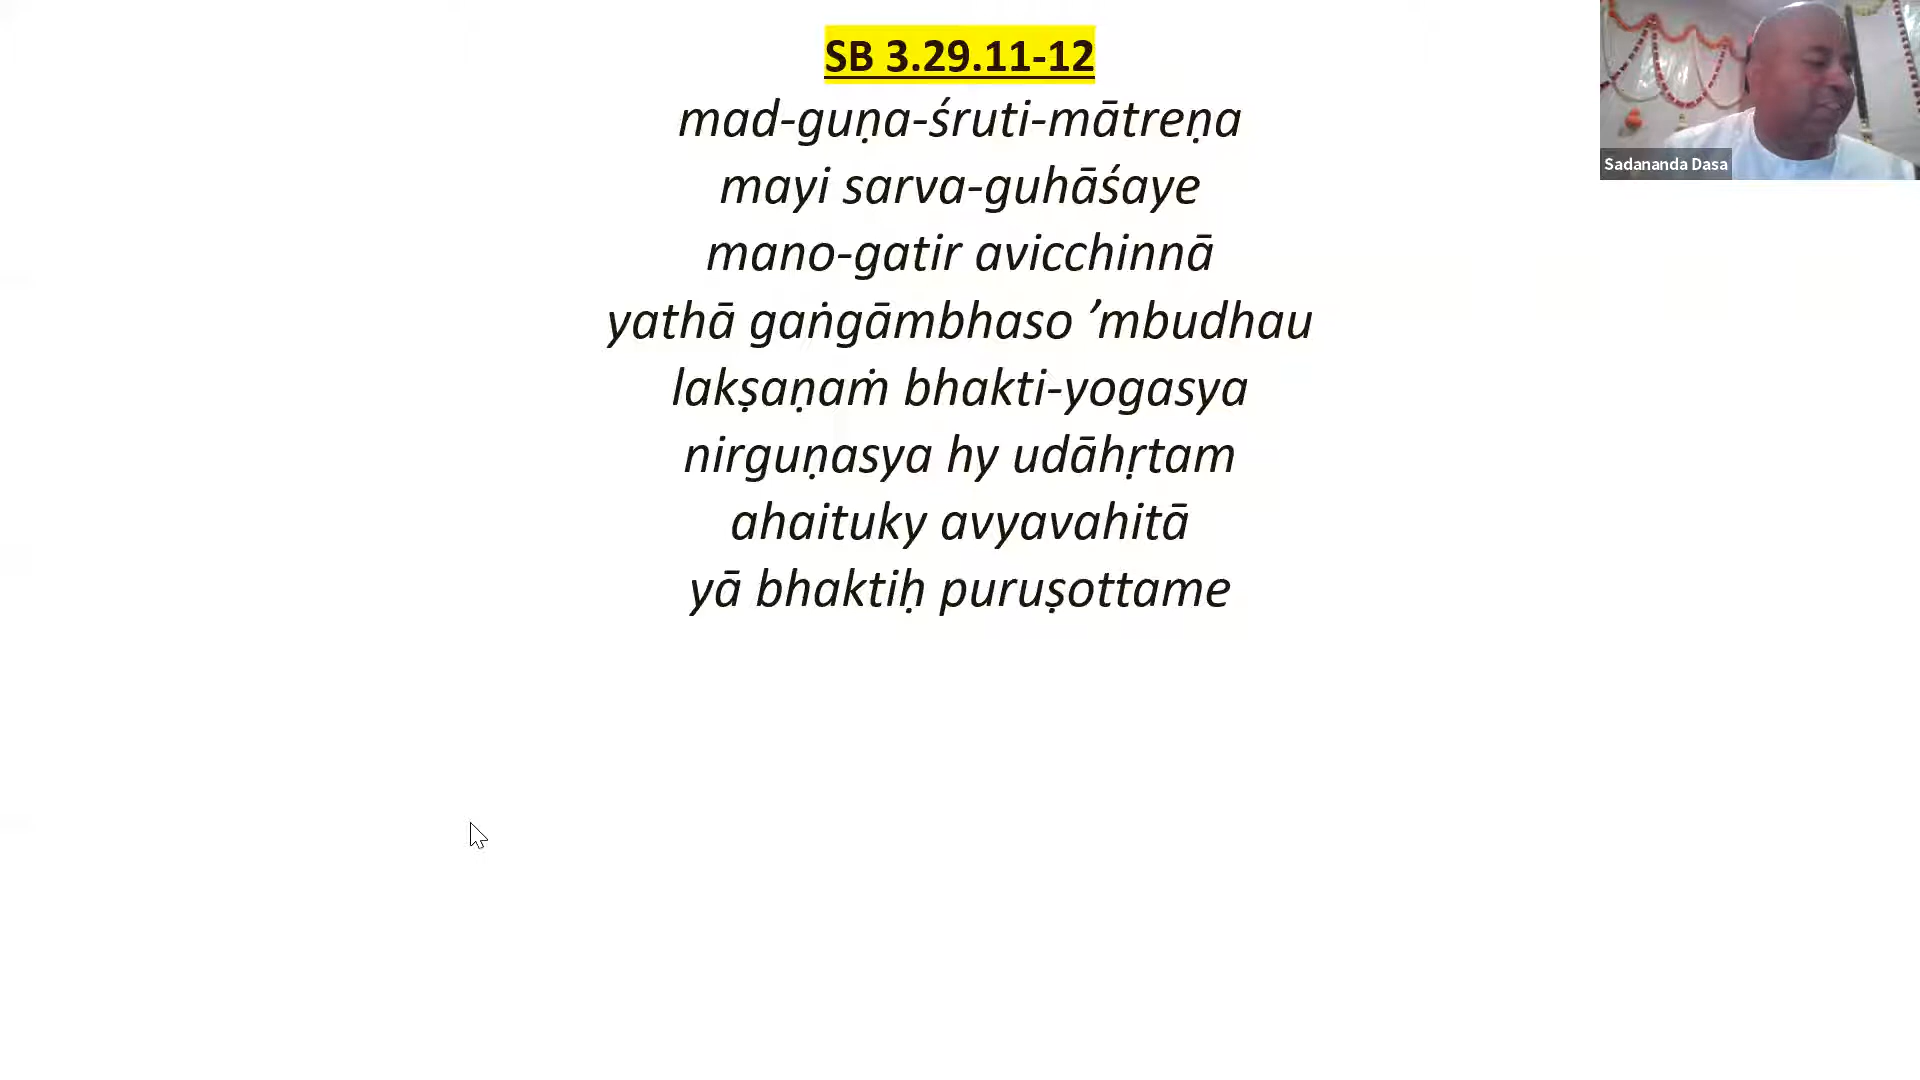 SB 3.29.11-12
mad-guṇa-śruti-mātreṇa
mayi sarva-guhāśaye
mano-gatir avicchinnā
yathā gaṅgāmbhaso ’mbudhau
lakṣaṇaṁ bhakti-yogasya
nirguṇasya hy udāhṛtam
ahaituky avyavahitā
yā bhaktiḥ puruṣottame
Sadananda Dasa